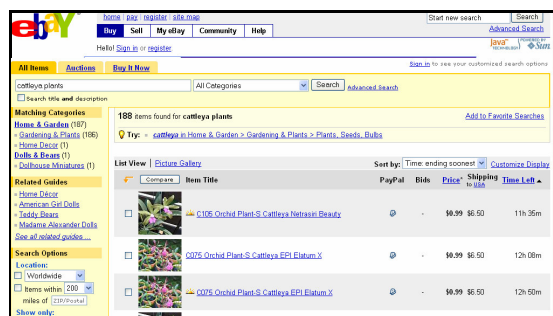 ebY
home | pay | register | site map
Start new search Search
Buy Sell My eBay Community Help
Advanced Search
Hello! Sign in or register.
Java TECHNOLOGY POWERED BY Sun
All Items Auctions Buy It Now
Sign in to see your customized search options
cattleya plants All Categories Search Advanced Search
Search title and description
Matching Categories
Home & Garden (187)
Gardening & Plants (186)
Home Decor (1)
Dolls & Bears (1)
Dollhouse Miniatures (1)
Related Guides
Home Décor
American Girl Dolls
Teddy Bears
Madame Alexander Dolls
See all related guides ...
Search Options
Location:
Worldwide
Items within 200
miles of ZIP/Postal
Show only:
188 items found for cattleya plants
Add to Favorite Searches
Try: cattleya in Home & Garden > Gardening & Plants > Plants, Seeds, Bulbs
List View | Picture Gallery
Sort by: Time: ending soonest Customize Display
Compare Item Title PayPal Bids Price* Shipping to USA Time Left
C105 Orchid Plant-S Cattleya Netrasiri Beauty - $0.99 $6.50 11h 35m
C075 Orchid Plant-S Cattleya EPI Elatum X - $0.99 $6.50 12h 08m
C075 Orchid Plant-S Cattleya EPI Elatum X - $0.99 $6.50 12h 50m